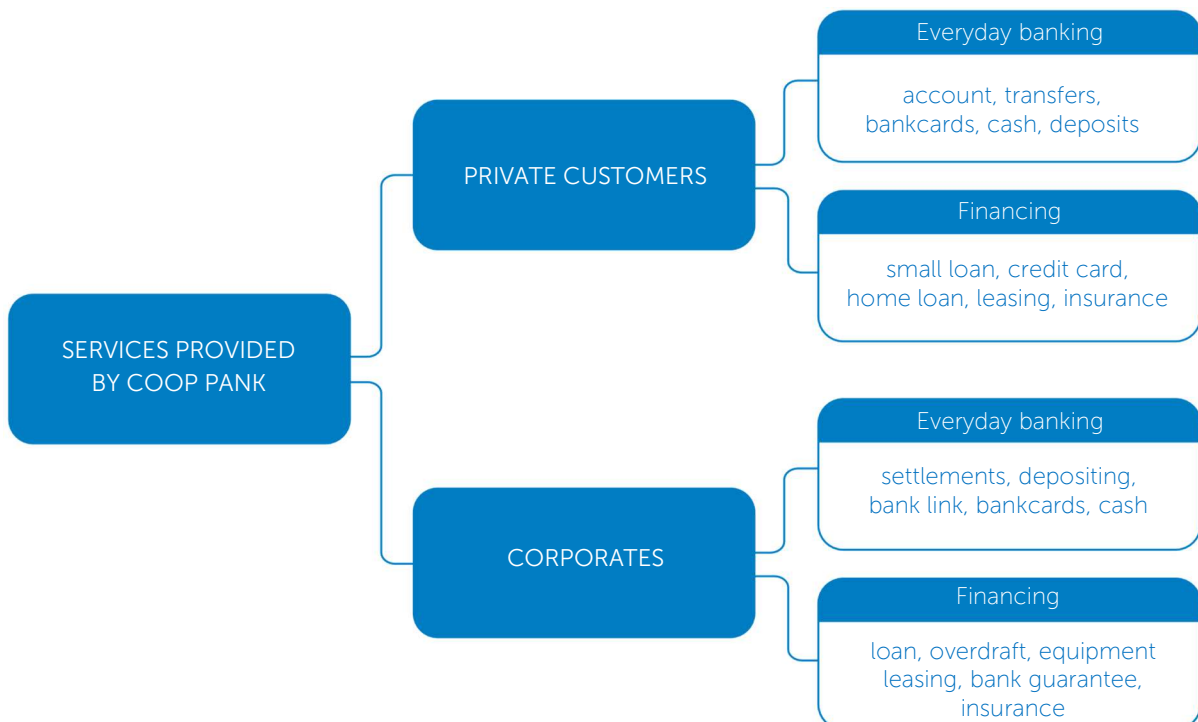 SERVICES PROVIDED
BY COOP PANK
PRIVATE CUSTOMERS
Everyday banking
account, transfers,
bankcards, cash, deposits
Financing
small loan, credit card,
home loan, leasing, insurance
CORPORATES
Everyday banking
settlements, depositing,
bank link, bankcards, cash
Financing
loan, overdraft, equipment
leasing, bank guarantee,
insurance